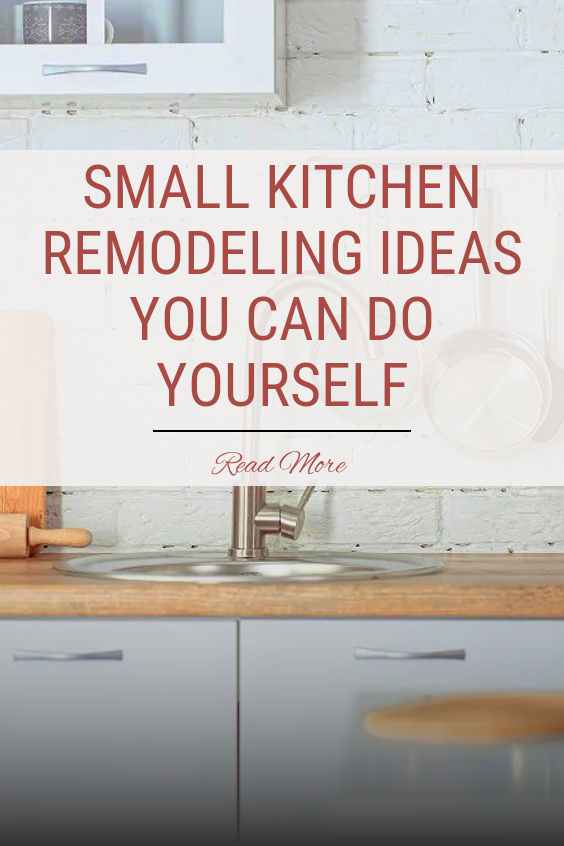 SMALL KITCHEN
REMODELING IDEAS
YOU CAN DO
YOURSELF
Read More